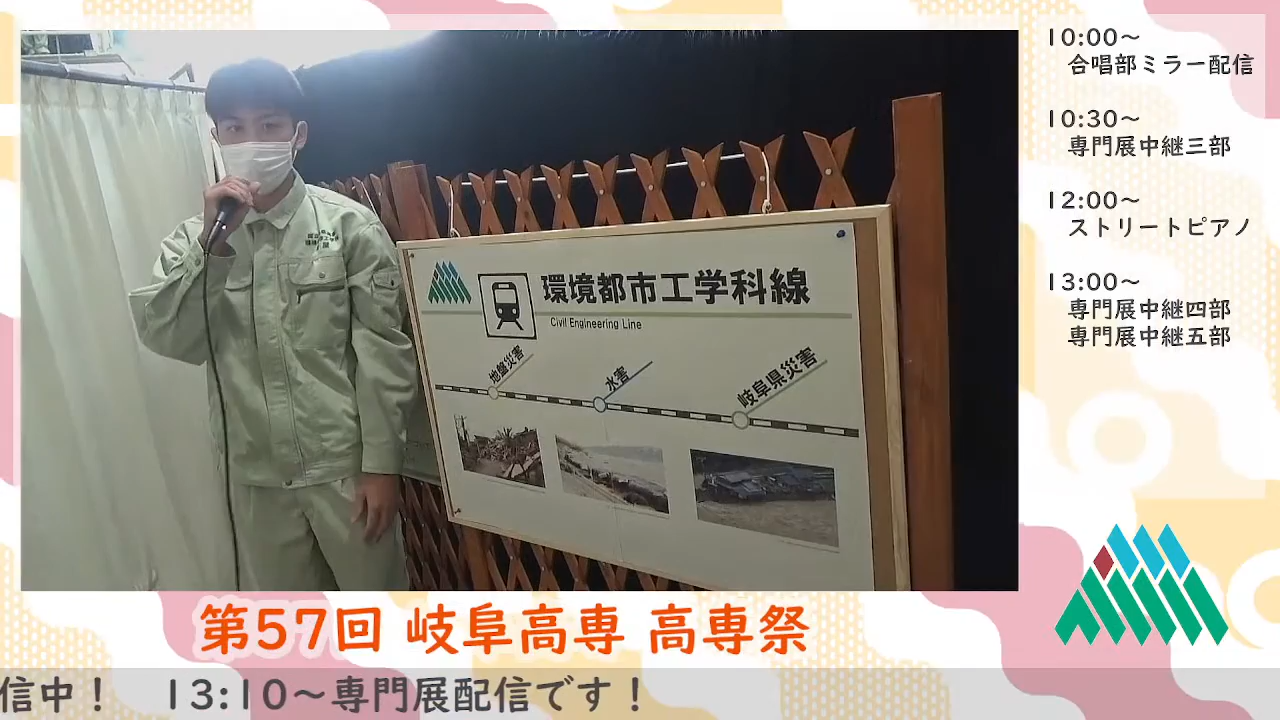 10:00~
合唱部ミラー配信
10:30~
専門展中継三部
12:00~
ストリートピアノ
13:00~
専門展中継四部
専門展中継五部
環境都市工学科線
Civil Engineering Line
地盤災害
水害
岐阜県災害
第57回 岐阜高専 高専祭
信中! 13:10~専門展配信です!